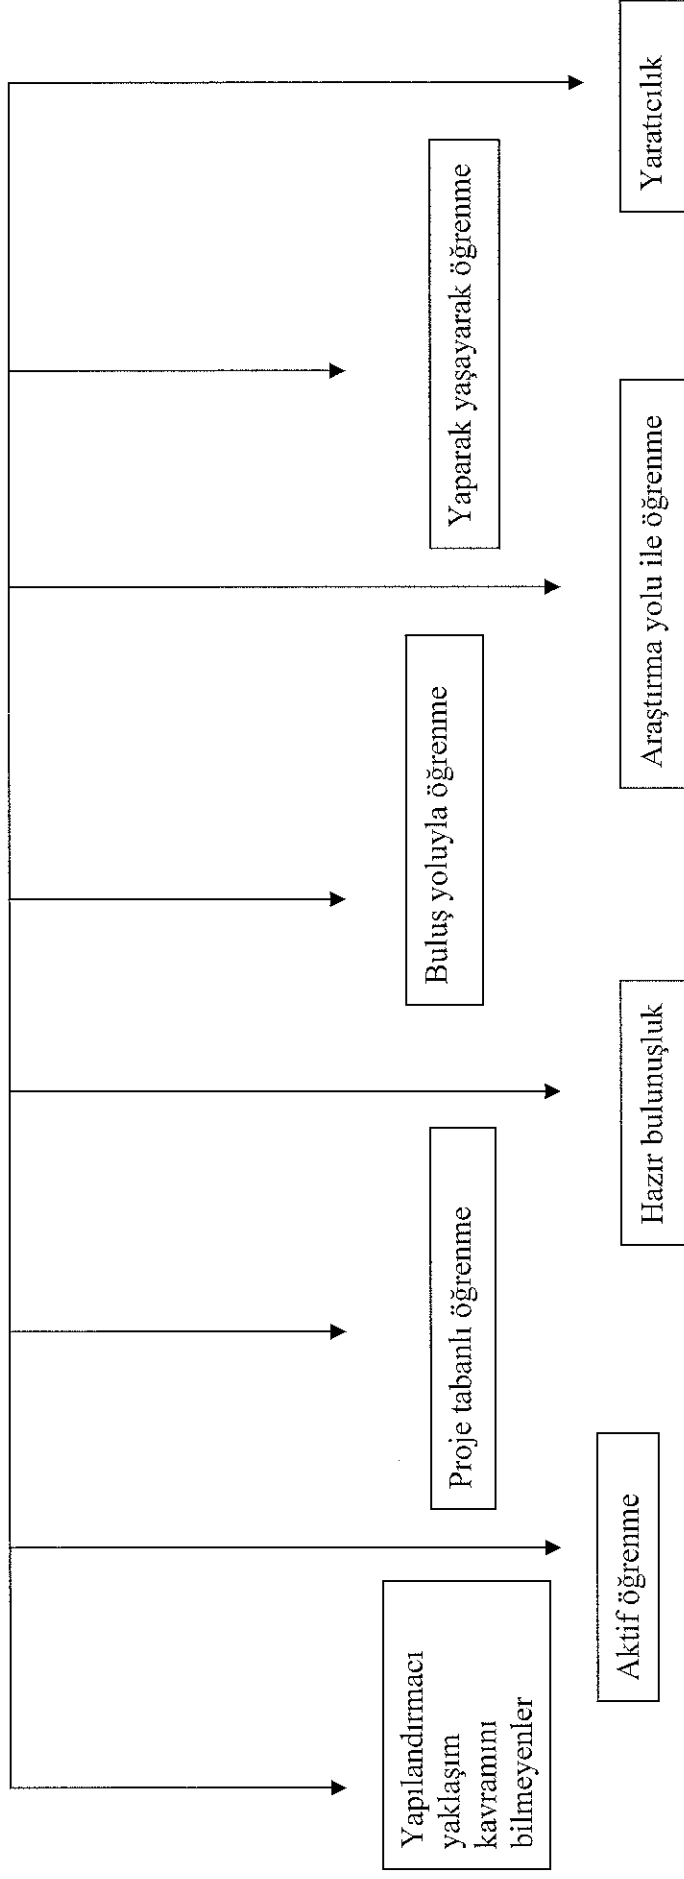 Yapılandırmacı
yaklaşım
kavramını
bilmeyenler
Proje tabanlı öğrenme
Buluş yoluyla öğrenme
Yaparak yaşayarak öğrenme
Aktif öğrenme
Hazır bulunuşluk
Araştırma yolu ile öğrenme
Yaratıcılık